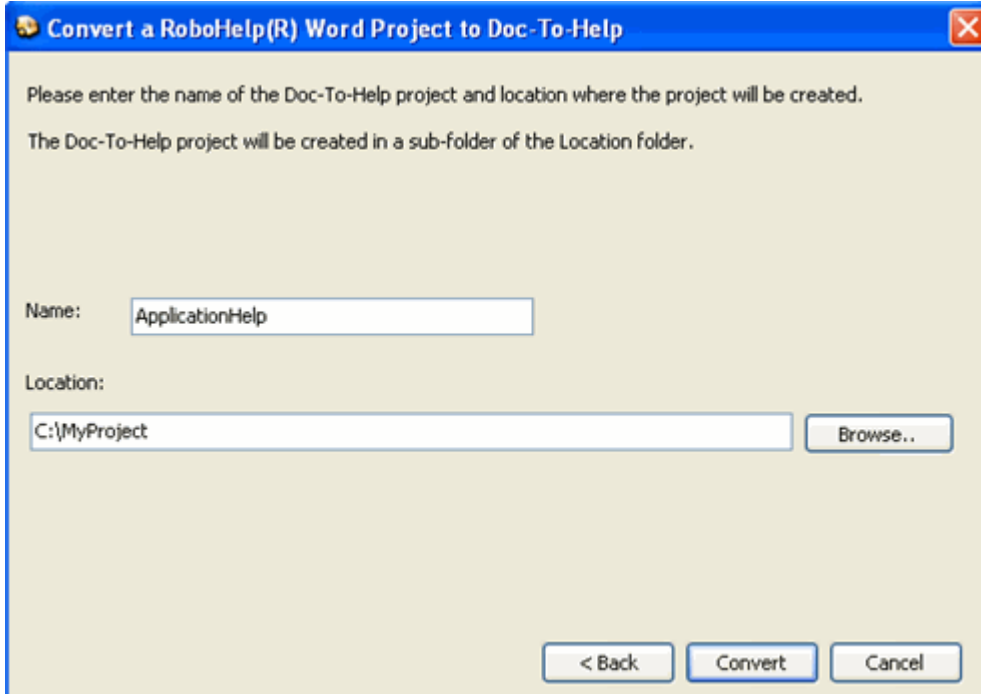 Convert a RoboHelp(R) Word Project to Doc-To-Help
Please enter the name of the Doc-To-Help project and location where the project will be created.
The Doc-To-Help project will be created in a sub-folder of the Location folder.
Name: ApplicationHelp
Location:
C:\MyProject Browse..
< Back Convert Cancel